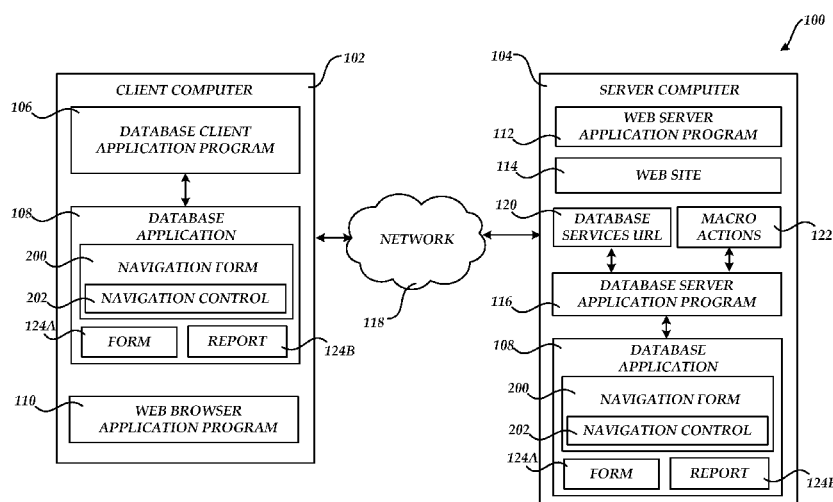 100
102
CLIENT COMPUTER
106
DATABASE CLIENT
APPLICATION PROGRAM
108
DATABASE
APPLICATION
200
NAVIGATION FORM
202
NAVIGATION CONTROL
124A
FORM
REPORT
124B
110
WEB BROWSER
APPLICATION PROGRAM
NETWORK
118
104
SERVER COMPUTER
112
WEB SERVER
APPLICATION PROGRAM
114
WEB SITE
120
DATABASE
SERVICES URL
MACRO
ACTIONS
122
116
DATABASE SERVER
APPLICATION PROGRAM
108
DATABASE
APPLICATION
200
NAVIGATION FORM
202
NAVIGATION CONTROL
124A
FORM
REPORT